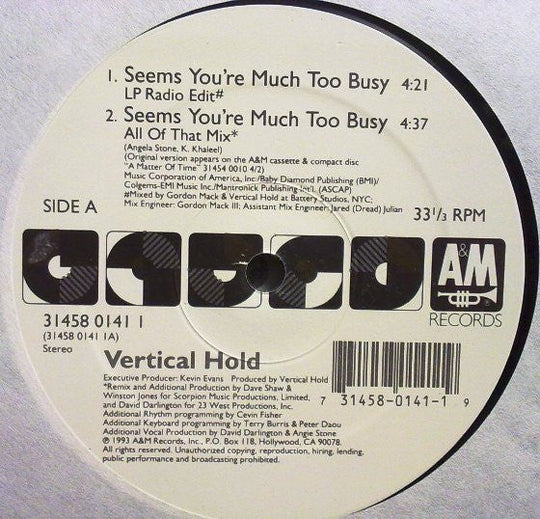 1. Seems You're Much Too Busy 4:21
LP Radio Edit#
2. Seems You're Much Too Busy 4:37
All Of That Mix*
(Angela Stone, K. Khaleel)
(Original version appears on the A&M cassette & compact disc
"A Matter Of Time" 31454 0010 4/2)
Music Corporation of America, Inc/Baby Diamond Publishing (BMI)/
Colgems-EMI Music Inc/Mantronick Publishing Int'l. (ASCAP)
#Mixed by Gordon Mack & Vertical Hold at Battery Studios, NYC;
Mix Engineer: Gordon Mack III; Assistant Mix Engineer: Jared (Dread) Julian
SIDE A
33 1/3 RPM
A&M
RECORDS
31458 0141 1
(31458 0141 1A)
Stereo
Vertical Hold
Executive Producer: Kevin Evans Produced by Vertical Hold
*Remix and Additional Production by Dave Shaw &
Winston Jones for Scorpion Music Productions, Limited,
and David Darlington for 23 West Productions, Inc.
Additional Rhythm programming by Cevin Fisher
Additional Keyboard programming by Terry Burris & Peter Daou
Additional Vocal Production by David Darlington & Angie Stone
℗ 1993 A&M Records, Inc., P.O. Box 118, Hollywood, CA 90078.
All rights reserved. Unauthorized copying, reproduction, hiring, lending,
public performance and broadcasting prohibited.
7 31458-0141-1 9